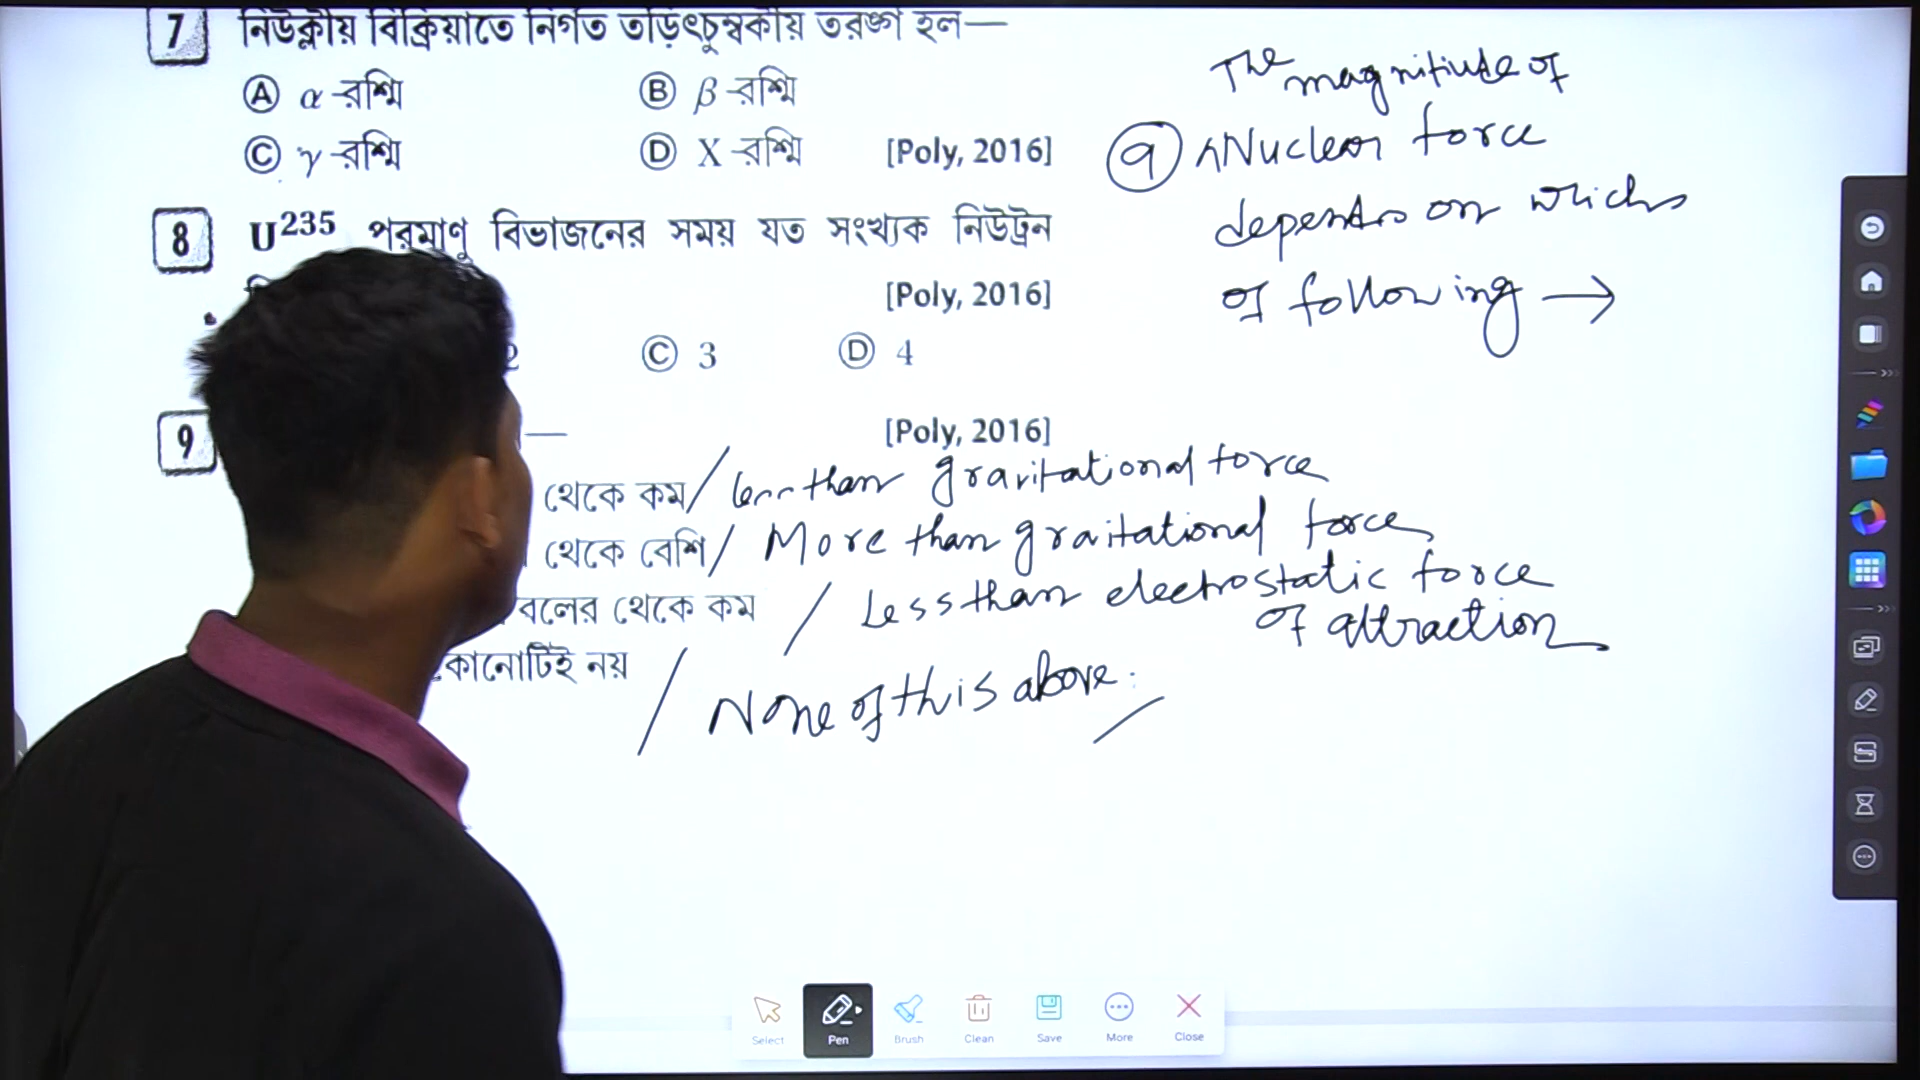 7 নিউক্লীয় বিক্রিয়াতে নির্গত তড়িৎচুম্বকীয় তরঙ্গ হল—
Ⓐ α -রশ্মি Ⓑ β -রশ্মি
Ⓒ γ -রশ্মি Ⓓ X -রশ্মি [Poly, 2016]
8 U²³⁵ পরমাণু বিভাজনের সময় যত সংখ্যক নিউট্রন
[Poly, 2016]
2 Ⓒ 3 Ⓓ 4
9 — [Poly, 2016]
থেকে কম / less than gravitational force
থেকে বেশি / More than graitational force
বলের থেকে কম / Less than electrostatic force
of attraction
কোনোটিই নয় / None of this above.
The magnitude of
9 Nuclear force
depends on which
of following →
Select Pen Brush Clean Save More Close